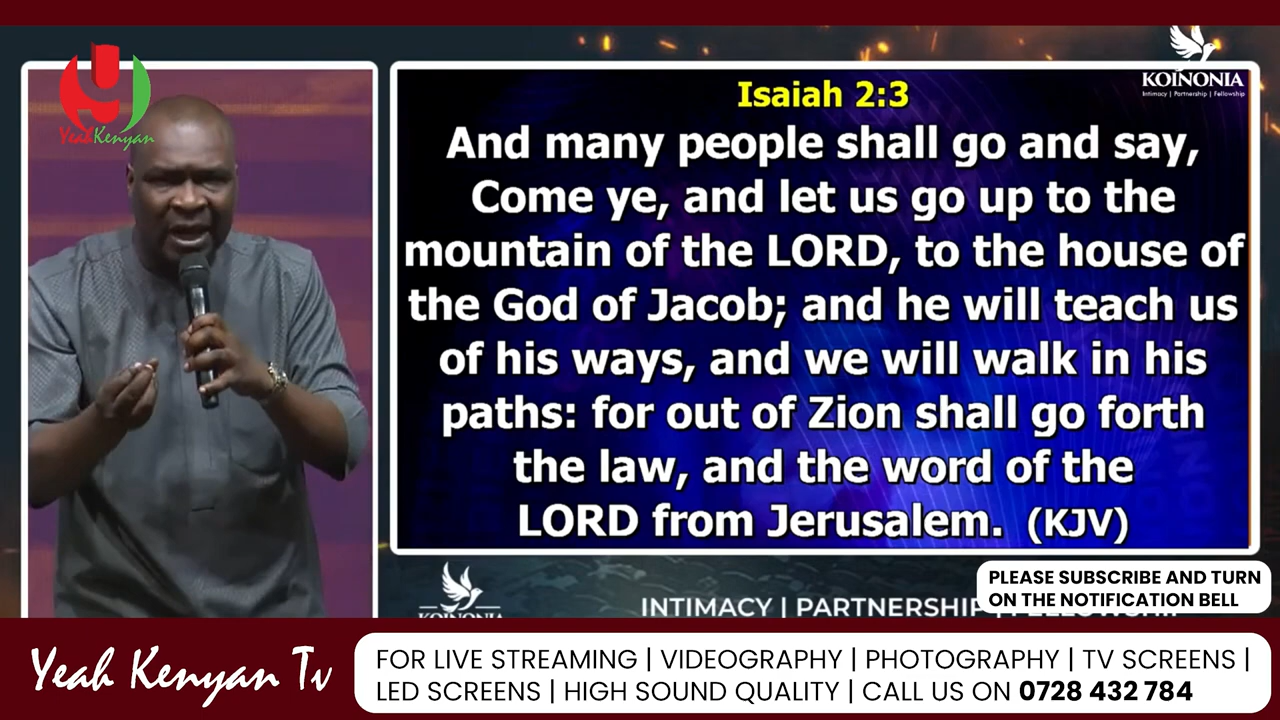 YeahKenyan
KOINONIA
Intimacy | Partnership | Fellowship
Isaiah 2:3
And many people shall go and say,
Come ye, and let us go up to the
mountain of the LORD, to the house of
the God of Jacob; and he will teach us
of his ways, and we will walk in his
paths: for out of Zion shall go forth
the law, and the word of the
LORD from Jerusalem. (KJV)
KOINONIA
INTIMACY | PARTNERSHIP
PLEASE SUBSCRIBE AND TURN
ON THE NOTIFICATION BELL
Yeah Kenyan Tv
FOR LIVE STREAMING | VIDEOGRAPHY | PHOTOGRAPHY | TV SCREENS |
LED SCREENS | HIGH SOUND QUALITY | CALL US ON 0728 432 784